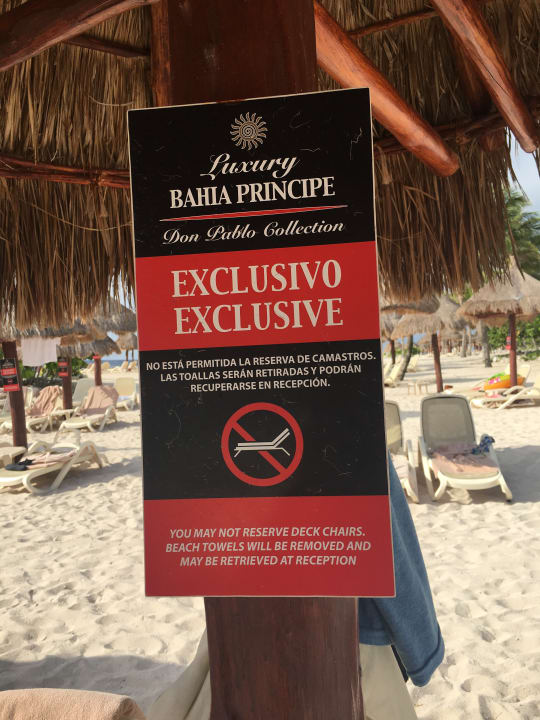 Luxury
BAHIA PRINCIPE
Don Pablo Collection
EXCLUSIVO
EXCLUSIVE
NO ESTÁ PERMITIDA LA RESERVA DE CAMASTROS.
LAS TOALLAS SERÁN RETIRADAS Y PODRÁN
RECUPERARSE EN RECEPCIÓN.
YOU MAY NOT RESERVE DECK CHAIRS.
BEACH TOWELS WILL BE REMOVED AND
MAY BE RETRIEVED AT RECEPTION